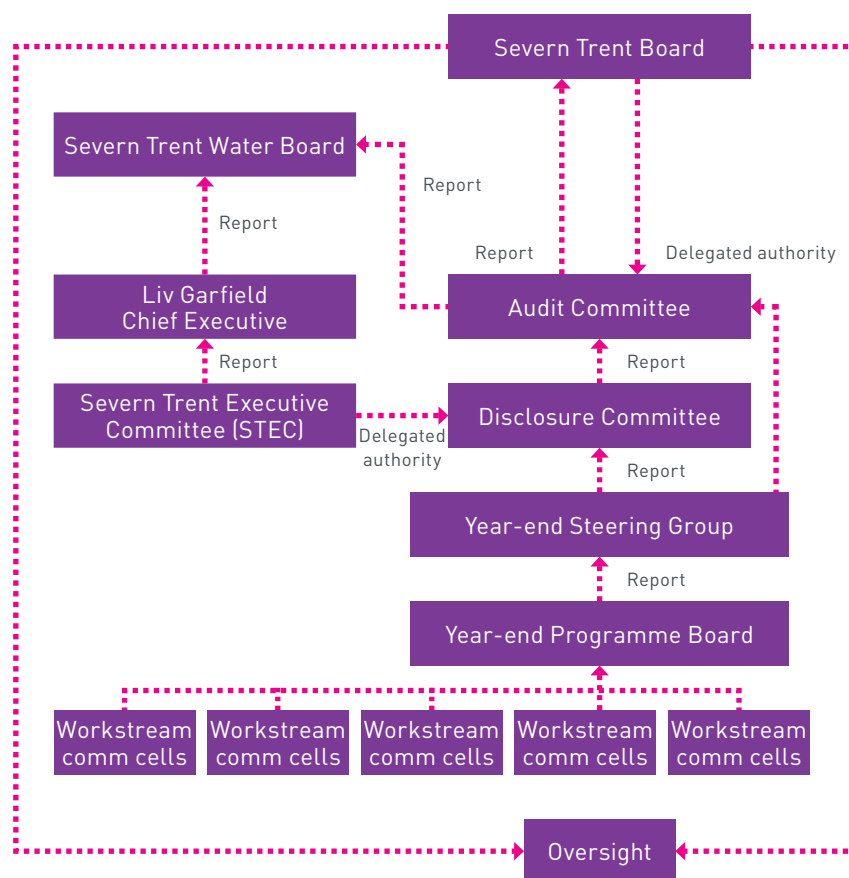 Severn Trent Board
Severn Trent Water Board
Report
Report
Report
Delegated authority
Liv Garfield
Chief Executive
Audit Committee
Report
Report
Severn Trent Executive
Committee (STEC)
Disclosure Committee
Delegated
authority
Report
Year-end Steering Group
Report
Year-end Programme Board
Workstream
comm cells
Workstream
comm cells
Workstream
comm cells
Workstream
comm cells
Workstream
comm cells
Oversight